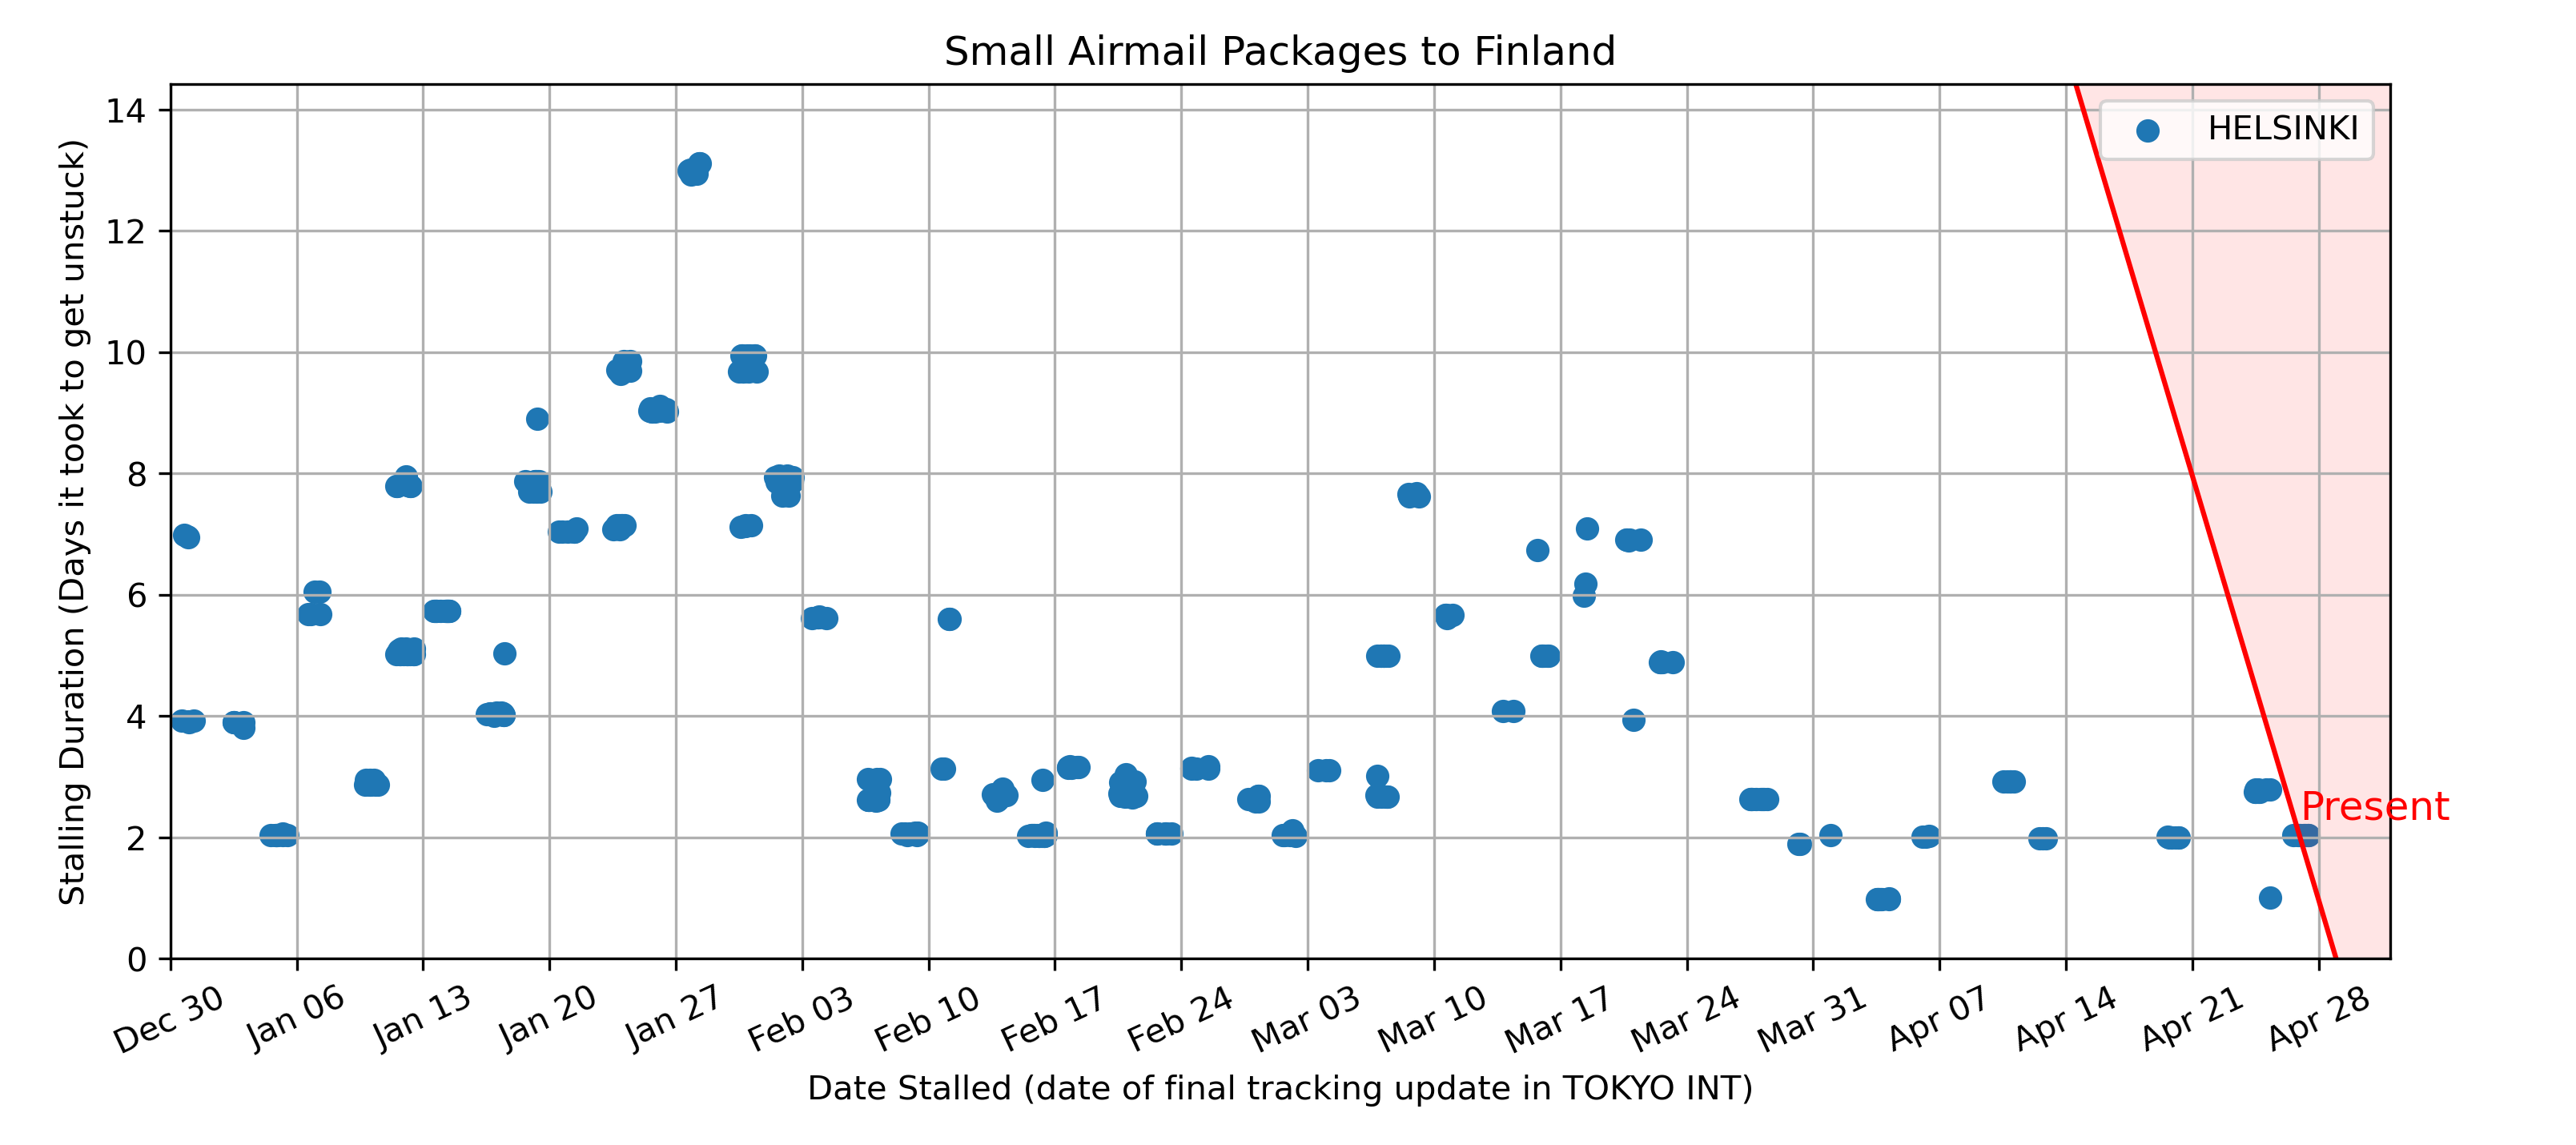 Small Airmail Packages to Finland
Stalling Duration (Days it took to get unstuck)
14
12
10
8
6
4
2
0
HELSINKI
Present
Dec 30
Jan 06
Jan 13
Jan 20
Jan 27
Feb 03
Feb 10
Feb 17
Feb 24
Mar 03
Mar 10
Mar 17
Mar 24
Mar 31
Apr 07
Apr 14
Apr 21
Apr 28
Date Stalled (date of final tracking update in TOKYO INT)